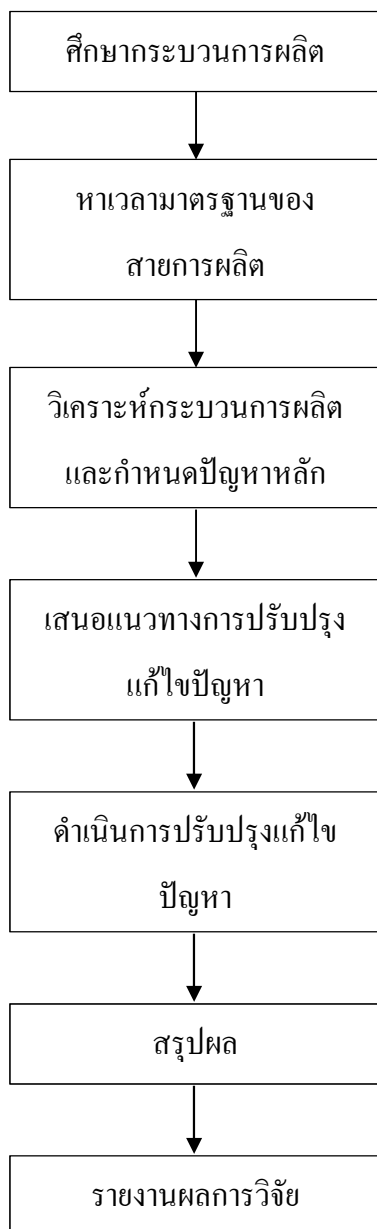 ศึกษากระบวนการผลิต
หาเวลามาตรฐานของ
สายการผลิต
วิเคราะห์กระบวนการผลิต
และกำหนดปัญหาหลัก
เสนอแนวทางการปรับปรุง
แก้ไขปัญหา
ดำเนินการปรับปรุงแก้ไข
ปัญหา
สรุปผล
รายงานผลการวิจัย